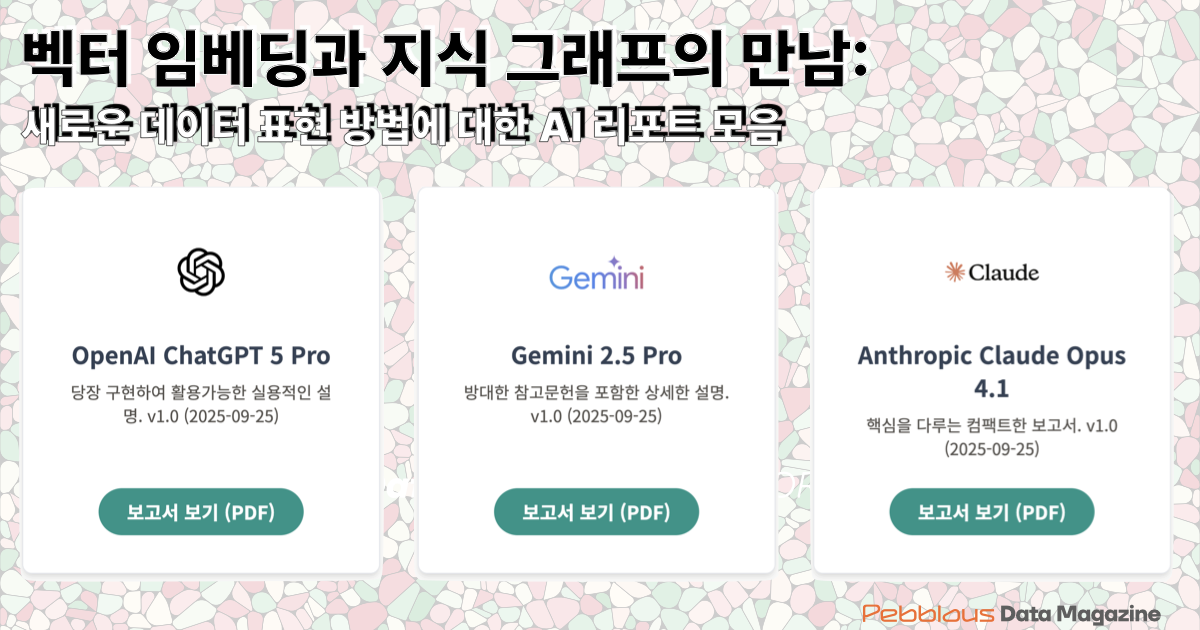 벡터 임베딩과 지식 그래프의 만남:
새로운 데이터 표현 방법에 대한 AI 리포트 모음
OpenAI ChatGPT 5 Pro
당장 구현하여 활용가능한 실용적인 설
명. v1.0 (2025-09-25)
보고서 보기 (PDF)
Gemini
Gemini 2.5 Pro
방대한 참고문헌을 포함한 상세한 설명.
v1.0 (2025-09-25)
보고서 보기 (PDF)
Claude
Anthropic Claude Opus
4.1
핵심을 다루는 컴팩트한 보고서. v1.0
(2025-09-25)
보고서 보기 (PDF)
Pebblous Data Magazine